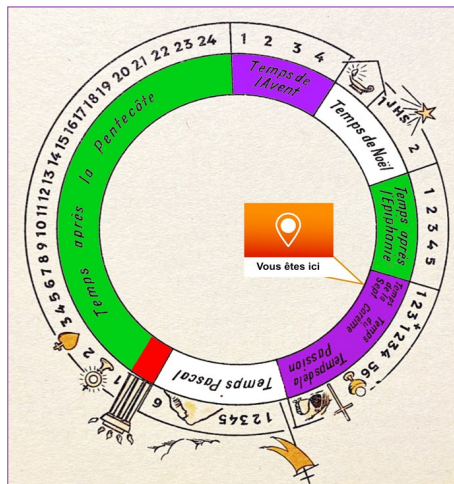 1 2 3 4
Temps de
l'Avent
1 JHS 2
Temps de Noël
1 2 3 4 5
Temps après
l'Épiphanie
Vous êtes ici
1 2 3 1 2 3 4 5 6
Temps
de la
Sept
Temps
du
Carême
Temps de la
Passion
1 2 3 4 5 6
Temps Pascal
1 2 3 4 5 6 7 8 9 10 11 12 13 14 15 16 17 18 19 20 21 22 23 24
Temps après la Pentecôte